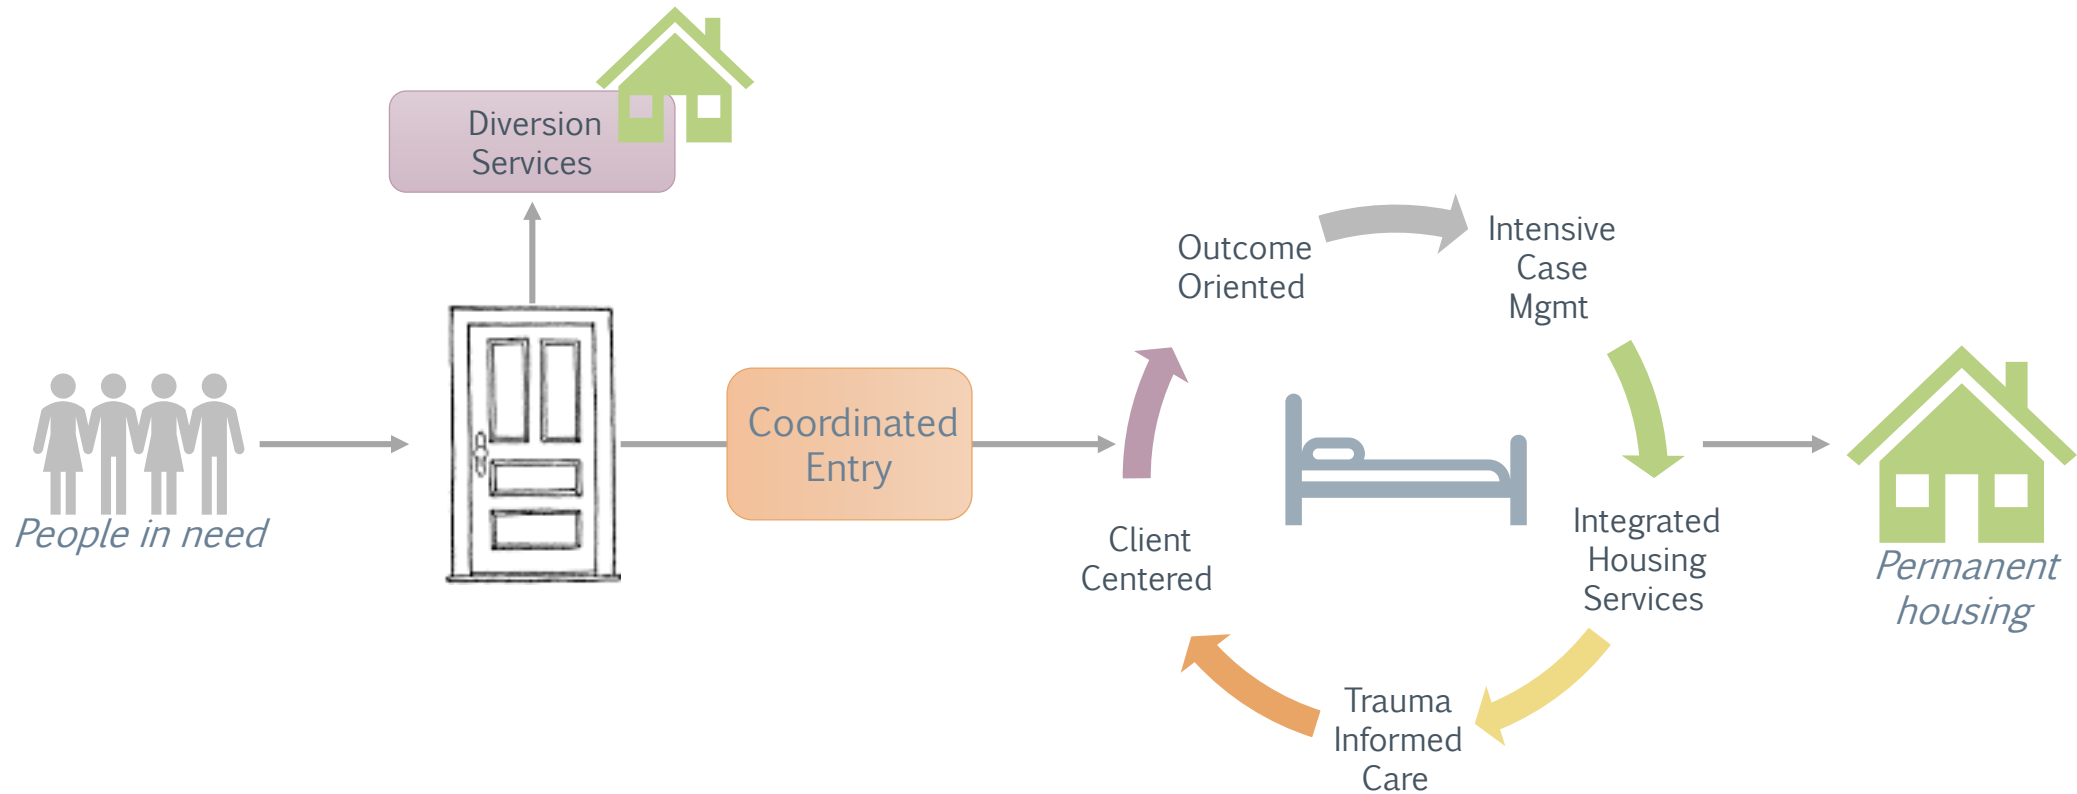 Diversion
Services
People in need
Coordinated
Entry
Outcome
Oriented
Intensive
Case
Mgmt
Integrated
Housing
Services
Trauma
Informed
Care
Client
Centered
Permanent
housing